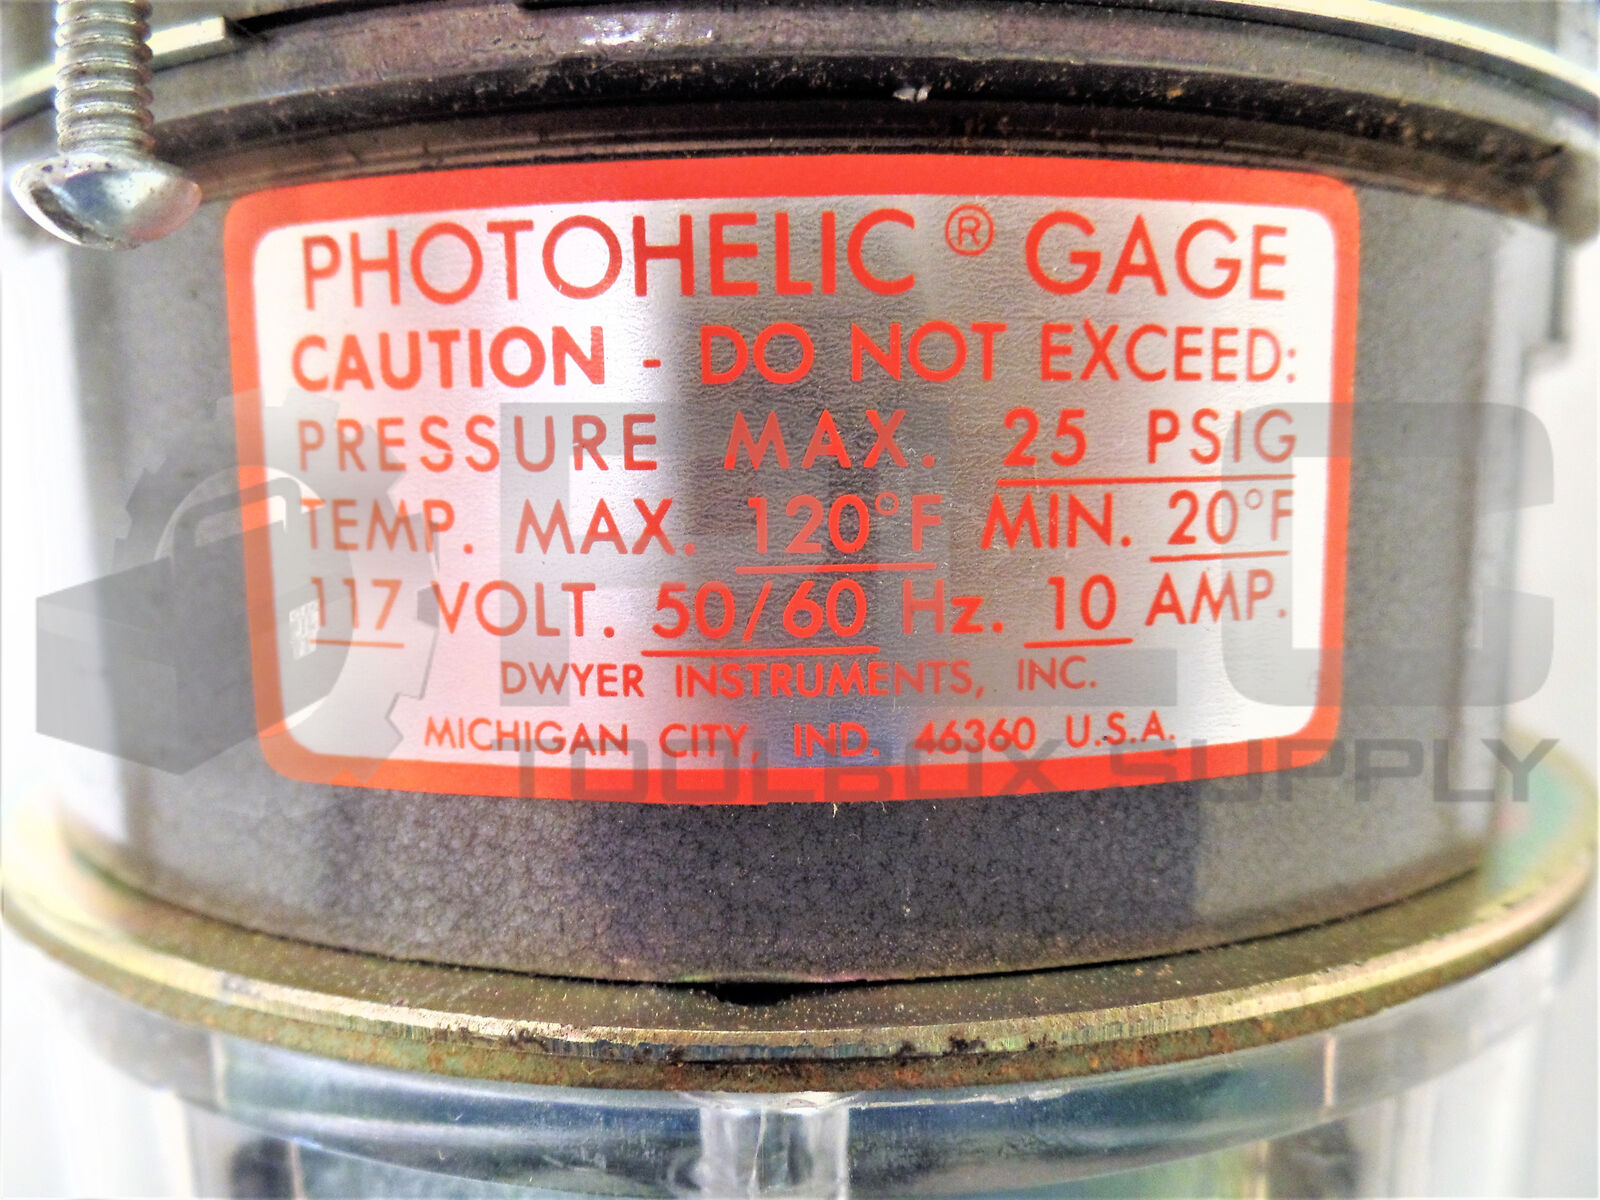 PHOTOHELIC ® GAGE
CAUTION - DO NOT EXCEED:
PRESSURE MAX. 25 PSIG
TEMP. MAX. 120°F MIN. 20°F
117 VOLT. 50/60 Hz. 10 AMP.
DWYER INSTRUMENTS, INC.
MICHIGAN CITY, IND. 46360 U.S.A.
PLC
TOOLBOX SUPPLY